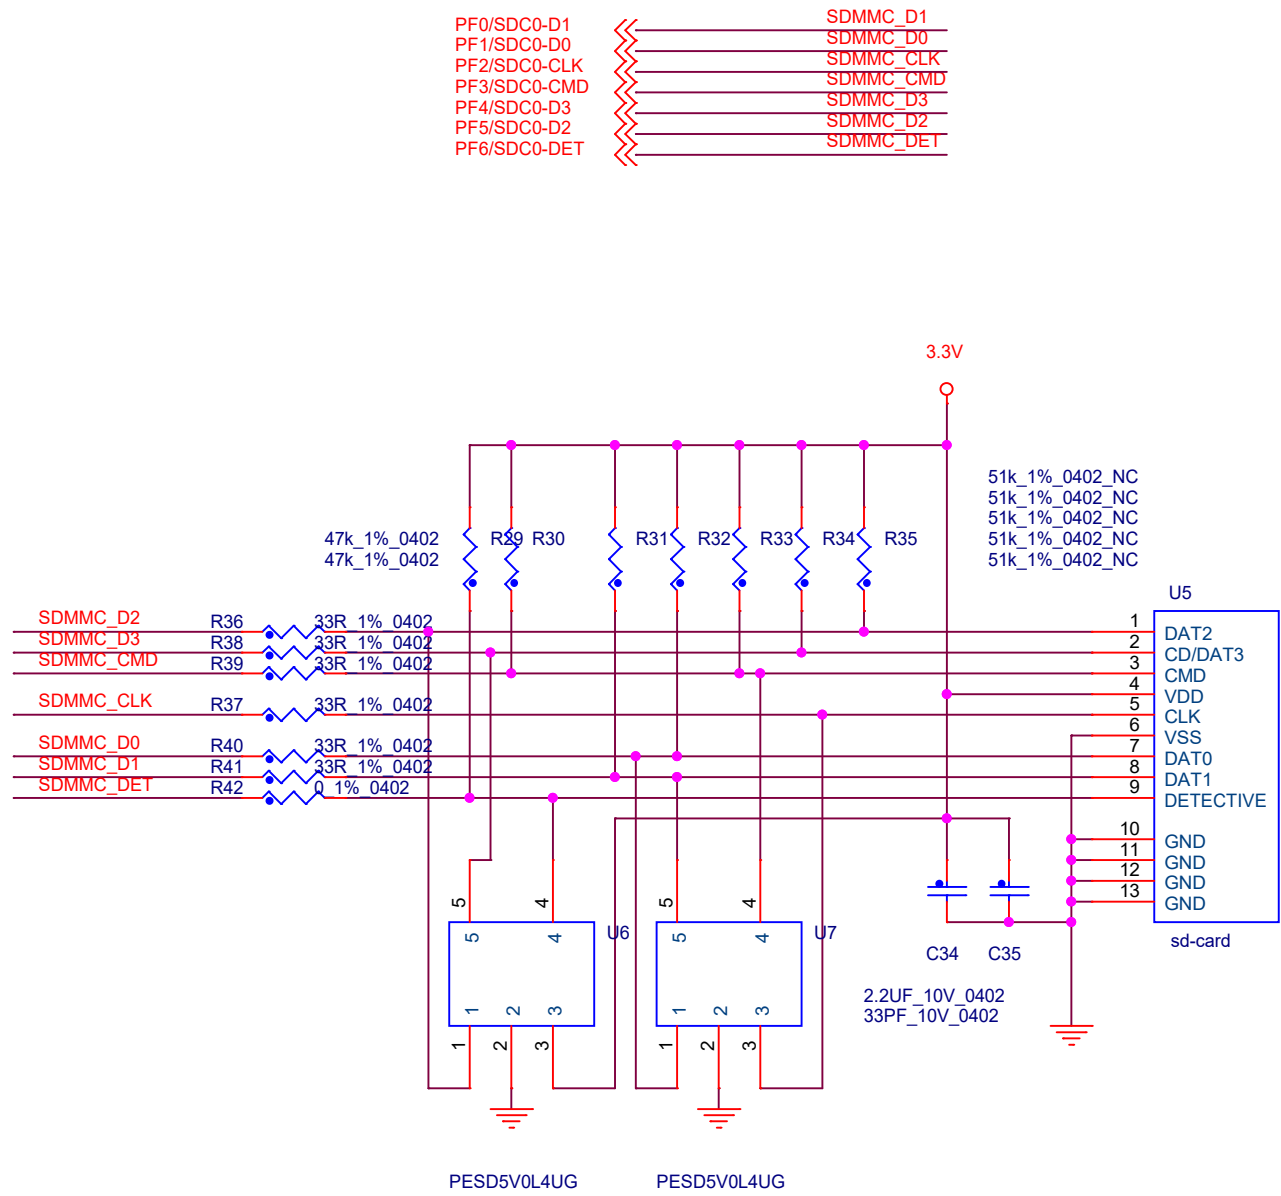 PF0/SDC0-D1 SDMMC_D1
PF1/SDC0-D0 SDMMC_D0
PF2/SDC0-CLK SDMMC_CLK
PF3/SDC0-CMD SDMMC_CMD
PF4/SDC0-D3 SDMMC_D3
PF5/SDC0-D2 SDMMC_D2
PF6/SDC0-DET SDMMC_DET
3.3V
51k_1%_0402_NC
51k_1%_0402_NC
51k_1%_0402_NC
51k_1%_0402_NC
51k_1%_0402_NC
47k_1%_0402
47k_1%_0402
R29 R30 R31 R32 R33 R34 R35
U5
SDMMC_D2 R36 33R_1%_0402 1 DAT2
SDMMC_D3 R38 33R_1%_0402 2 CD/DAT3
SDMMC_CMD R39 33R_1%_0402 3 CMD
4 VDD
SDMMC_CLK R37 33R_1%_0402 5 CLK
6 VSS
SDMMC_D0 R40 33R_1%_0402 7 DAT0
SDMMC_D1 R41 33R_1%_0402 8 DAT1
SDMMC_DET R42 0_1%_0402 9 DETECTIVE
10 GND
11 GND
12 GND
13 GND
sd-card
5 4 5 4
U6 U7
5 4 5 4
C34 C35
2.2UF_10V_0402
33PF_10V_0402
1 2 3 1 2 3
1 2 3 1 2 3
PESD5V0L4UG PESD5V0L4UG